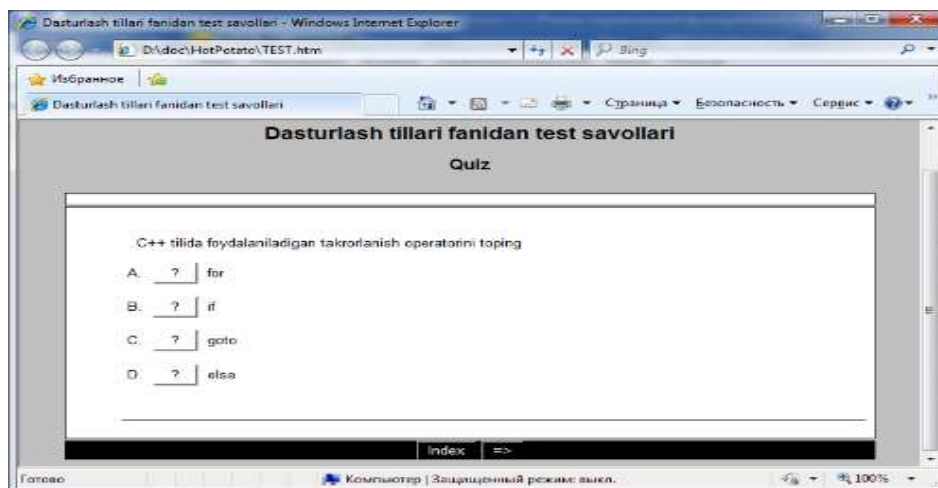 Dasturlash tillari fanidan test savollari - Windows Internet Explorer
D:\doc\HotPotato\TEST.htm
Bing
Избранное
Dasturlash tillari fanidan test savollari
Страница Безопасность Сервис
Dasturlash tillari fanidan test savollari
Quiz
C++ tilida foydalaniladigan takrorlanish operatorini toping
A. ? for
B. ? if
C. ? goto
D. ? else
Index =>
Готово Компьютер | Защищенный режим: выкл. 100%